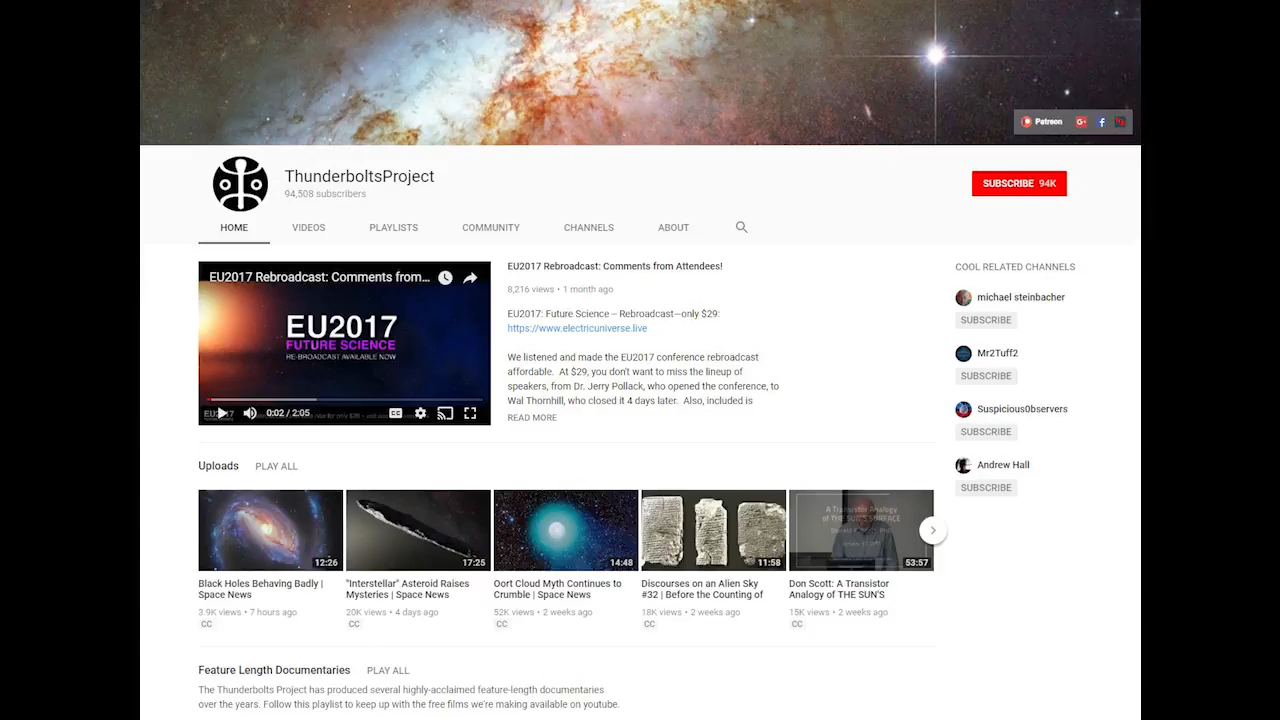 Patreon
ThunderboltsProject
94,508 subscribers
SUBSCRIBE 94K
HOME VIDEOS PLAYLISTS COMMUNITY CHANNELS ABOUT
EU2017 Rebroadcast: Comments from...
EU2017
FUTURE SCIENCE
RE-BROADCAST AVAILABLE NOW
0:02 / 2:05
CC
EU2017 Rebroadcast: Comments from Attendees!
8,216 views • 1 month ago
EU2017: Future Science -- Rebroadcast—only $29:
https://www.electricuniverse.live
We listened and made the EU2017 conference rebroadcast
affordable. At $29, you don't want to miss the lineup of
speakers, from Dr. Jerry Pollack, who opened the conference, to
Wal Thornhill, who closed it 4 days later. Also, included is
READ MORE
COOL RELATED CHANNELS
michael steinbacher
SUBSCRIBE
Mr2Tuff2
SUBSCRIBE
Suspicious0bservers
SUBSCRIBE
Andrew Hall
SUBSCRIBE
Uploads PLAY ALL
12:26
Black Holes Behaving Badly |
Space News
3.9K views • 7 hours ago
CC
17:25
"Interstellar" Asteroid Raises
Mysteries | Space News
20K views • 4 days ago
CC
14:48
Oort Cloud Myth Continues to
Crumble | Space News
52K views • 2 weeks ago
CC
11:58
Discourses on an Alien Sky
#32 | Before the Counting of
18K views • 2 weeks ago
CC
A Transistor Analogy
of THE SUN'S SURFACE
53:57
Don Scott: A Transistor
Analogy of THE SUN'S
15K views • 2 weeks ago
CC
Feature Length Documentaries PLAY ALL
The Thunderbolts Project has produced several highly-acclaimed feature-length documentaries
over the years. Follow this playlist to keep up with the free films we're making available on youtube.